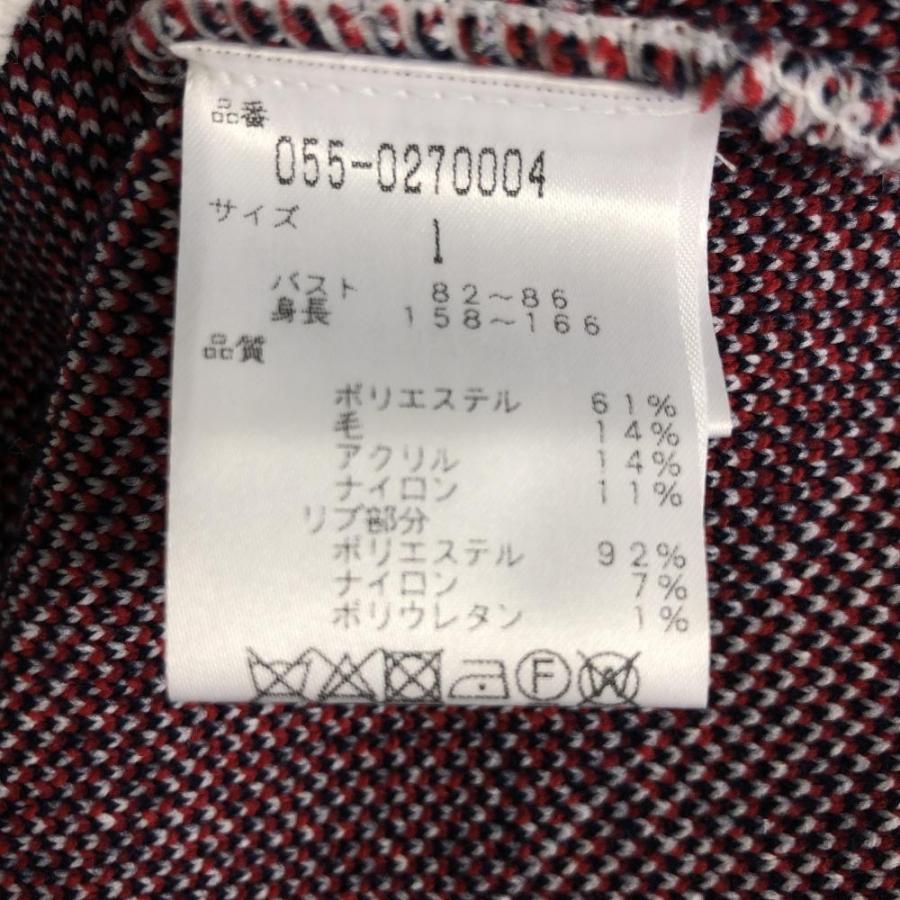 品番
055-0270004
サイズ
1
バスト 82～86
身長 158～166
品質
ポリエステル 61%
毛 14%
アクリル 14%
ナイロン 11%
リブ部分
ポリエステル 92%
ナイロン 7%
ポリウレタン 1%
F W